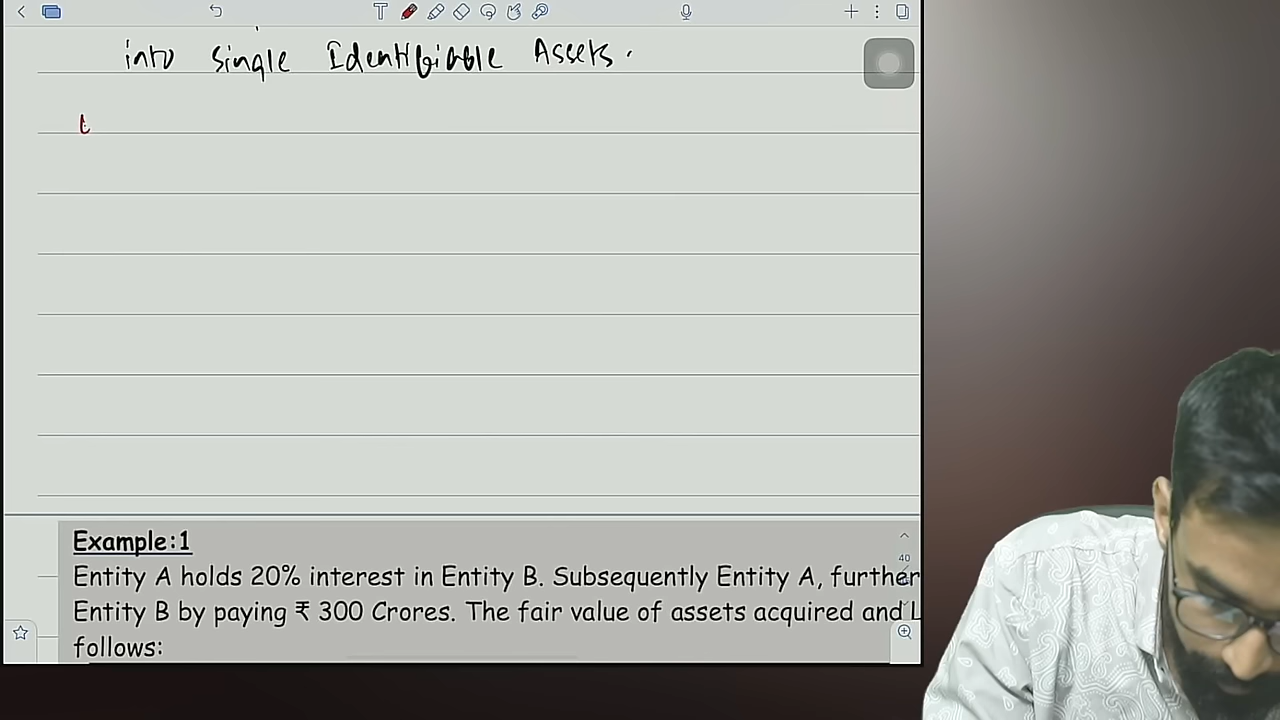 into single Identifiable Assets.
Example:1
Entity A holds 20% interest in Entity B. Subsequently Entity A, further
Entity B by paying ₹ 300 Crores. The fair value of assets acquired and L
follows:
40